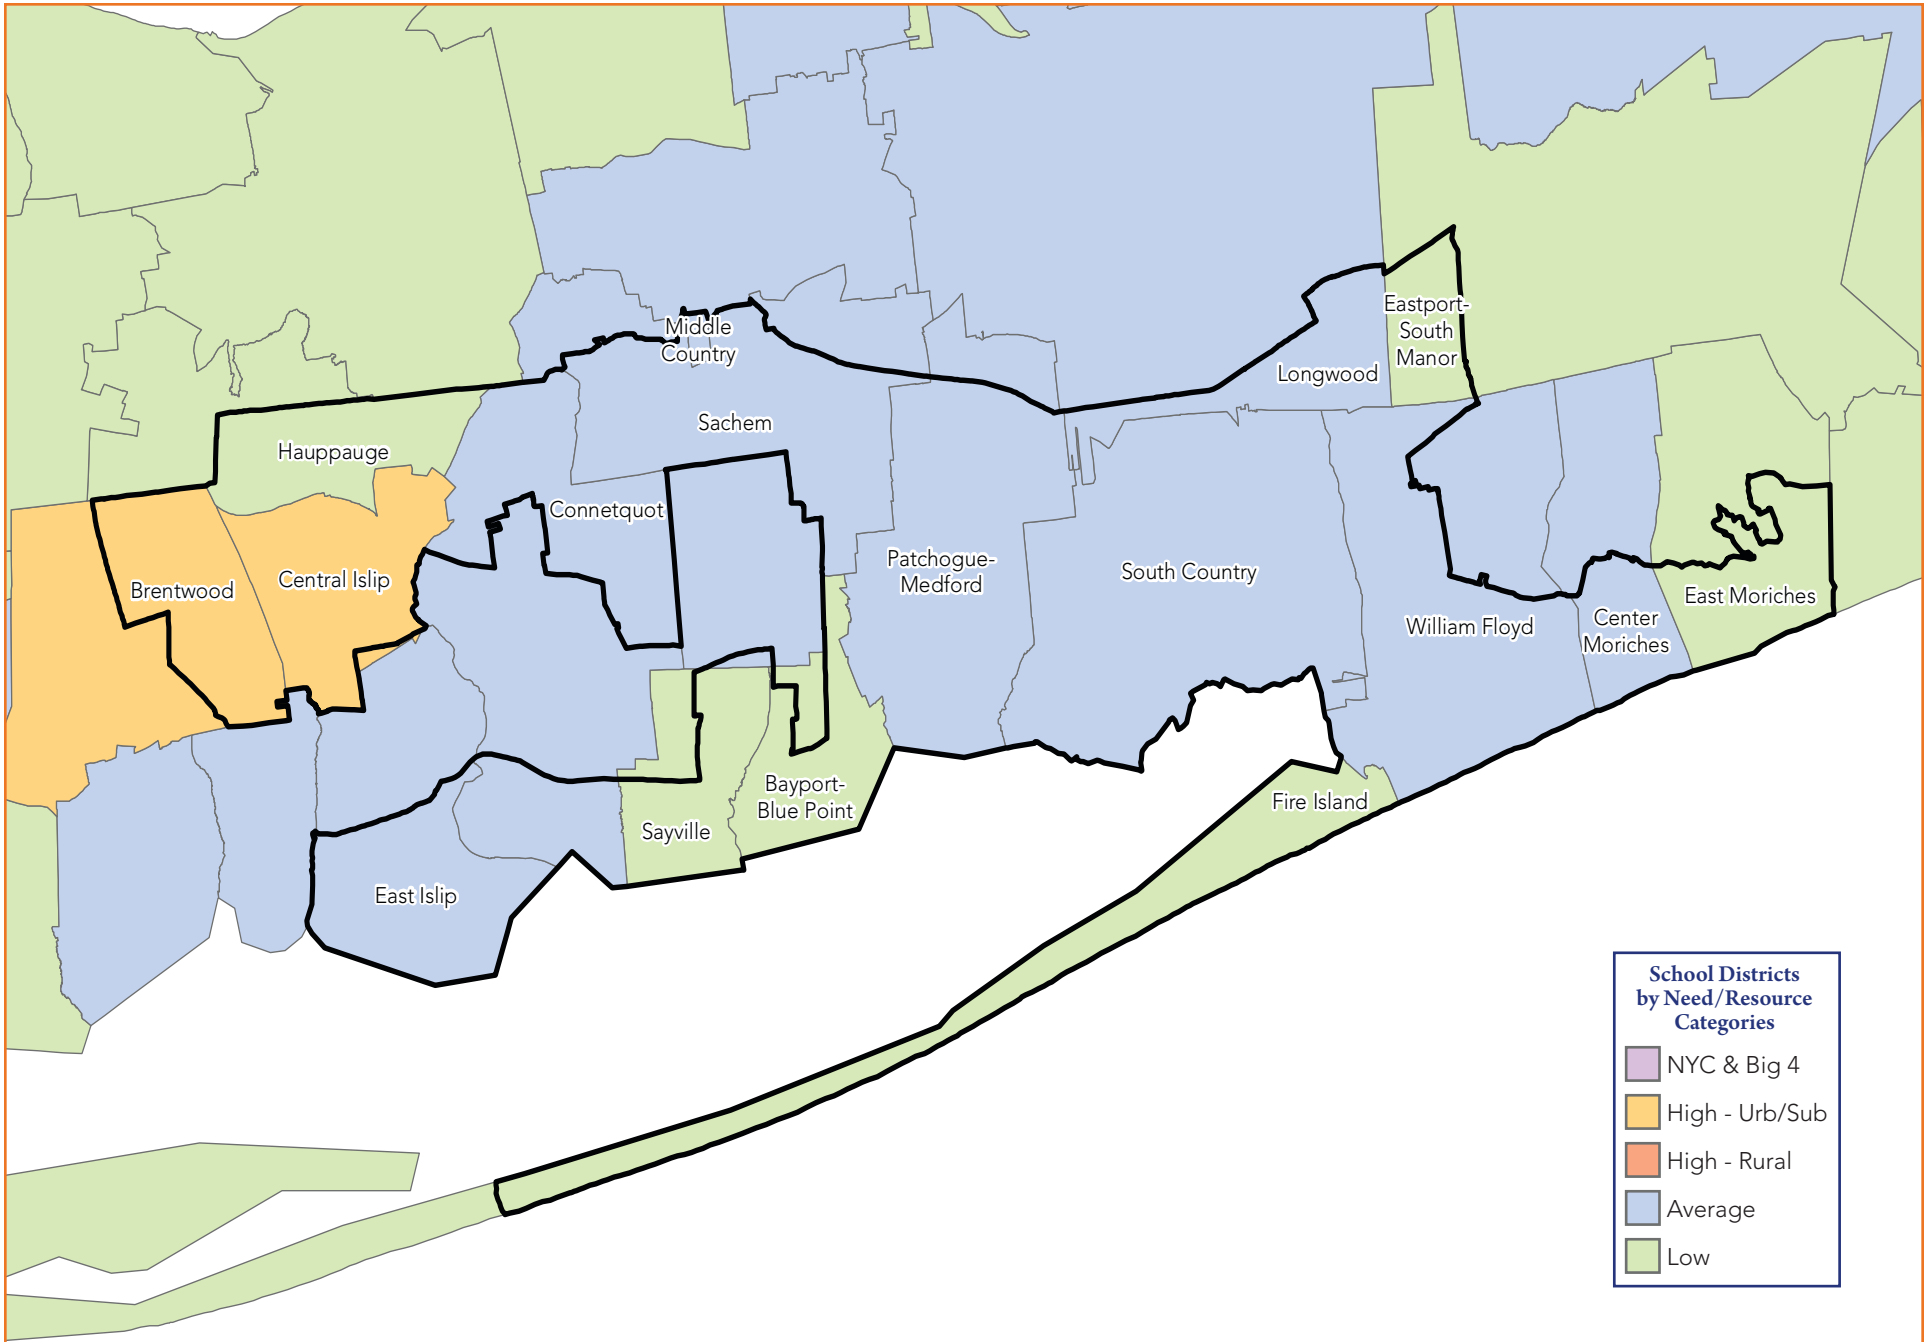 Eastport-
South
Manor
Middle
Country
Longwood
Sachem
Hauppauge
Connetquot
Patchogue-
Medford
South Country
Central Islip
Brentwood
East Moriches
William Floyd
Center
Moriches
Bayport-
Blue Point
Fire Island
Sayville
East Islip
School Districts
by Need/Resource
Categories
NYC & Big 4
High - Urb/Sub
High - Rural
Average
Low